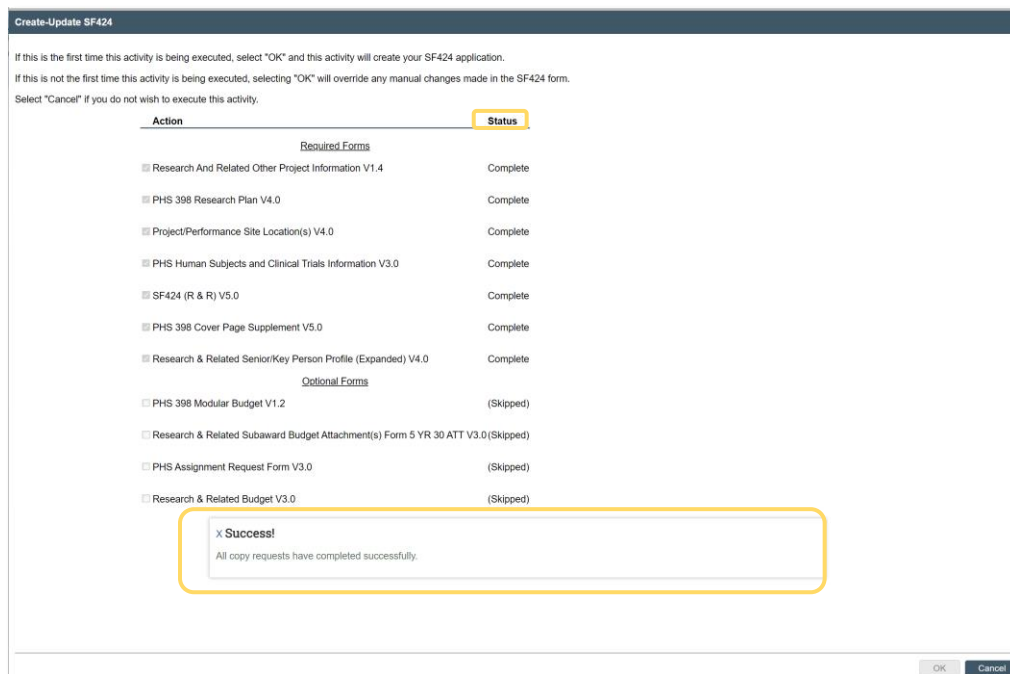 Create-Update SF424
If this is the first time this activity is being executed, select "OK" and this activity will create your SF424 application.
If this is not the first time this activity is being executed, selecting "OK" will override any manual changes made in the SF424 form.
Select "Cancel" if you do not wish to execute this activity.
Action Status
Required Forms
Research And Related Other Project Information V1.4 Complete
PHS 398 Research Plan V4.0 Complete
Project/Performance Site Location(s) V4.0 Complete
PHS Human Subjects and Clinical Trials Information V3.0 Complete
SF424 (R & R) V5.0 Complete
PHS 398 Cover Page Supplement V5.0 Complete
Research & Related Senior/Key Person Profile (Expanded) V4.0 Complete
Optional Forms
PHS 398 Modular Budget V1.2 (Skipped)
Research & Related Subaward Budget Attachment(s) Form 5 YR 30 ATT V3.0 (Skipped)
PHS Assignment Request Form V3.0 (Skipped)
Research & Related Budget V3.0 (Skipped)
x Success!
All copy requests have completed successfully.
OK Cancel